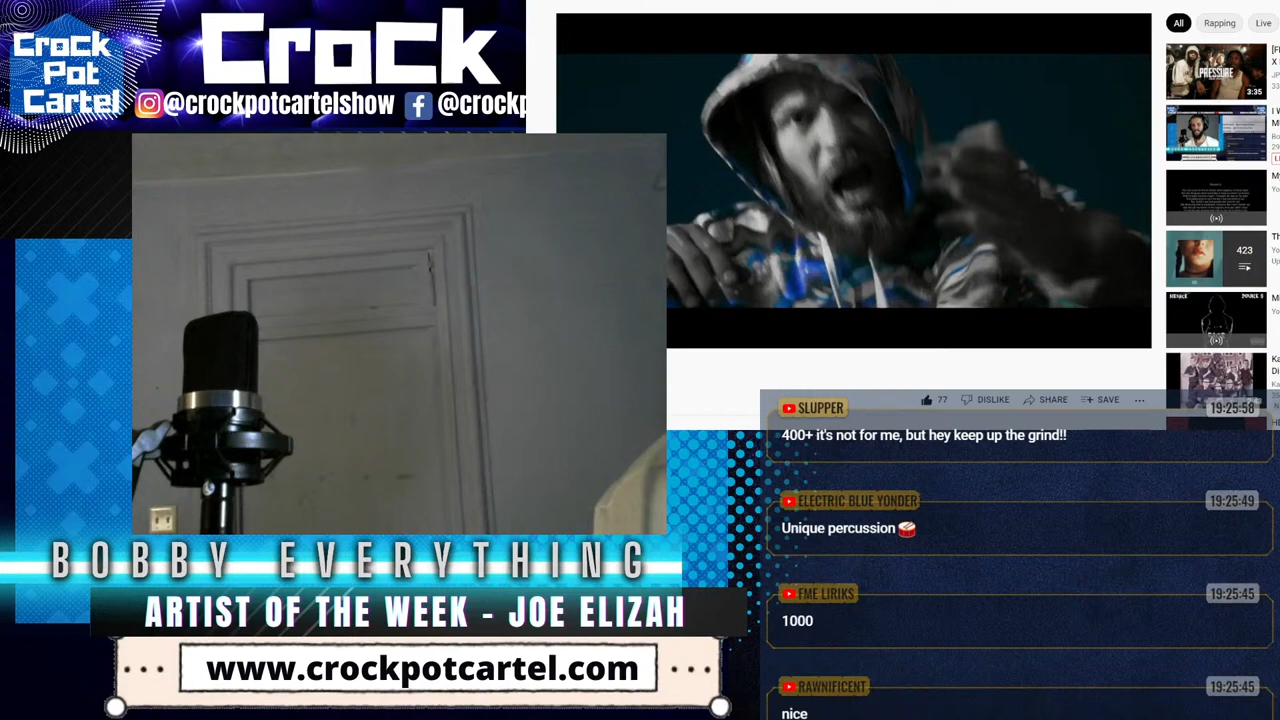 Crock
Pot
Cartel
Crock
@crockpotcartelshow
@crockp
BOBBY EVERYTHING
ARTIST OF THE WEEK - JOE ELIZAH
www.crockpotcartel.com
All
Rapping
Live
PRESSURE
3:35
423
MENACE
77
DISLIKE
SHARE
SAVE
SLUPPER
19:25:58
400+ it's not for me, but hey keep up the grind!!
ELECTRIC BLUE YONDER
19:25:49
Unique percussion 🥁
FME LIRIKS
19:25:45
1000
RAWNIFICENT
19:25:45
nice